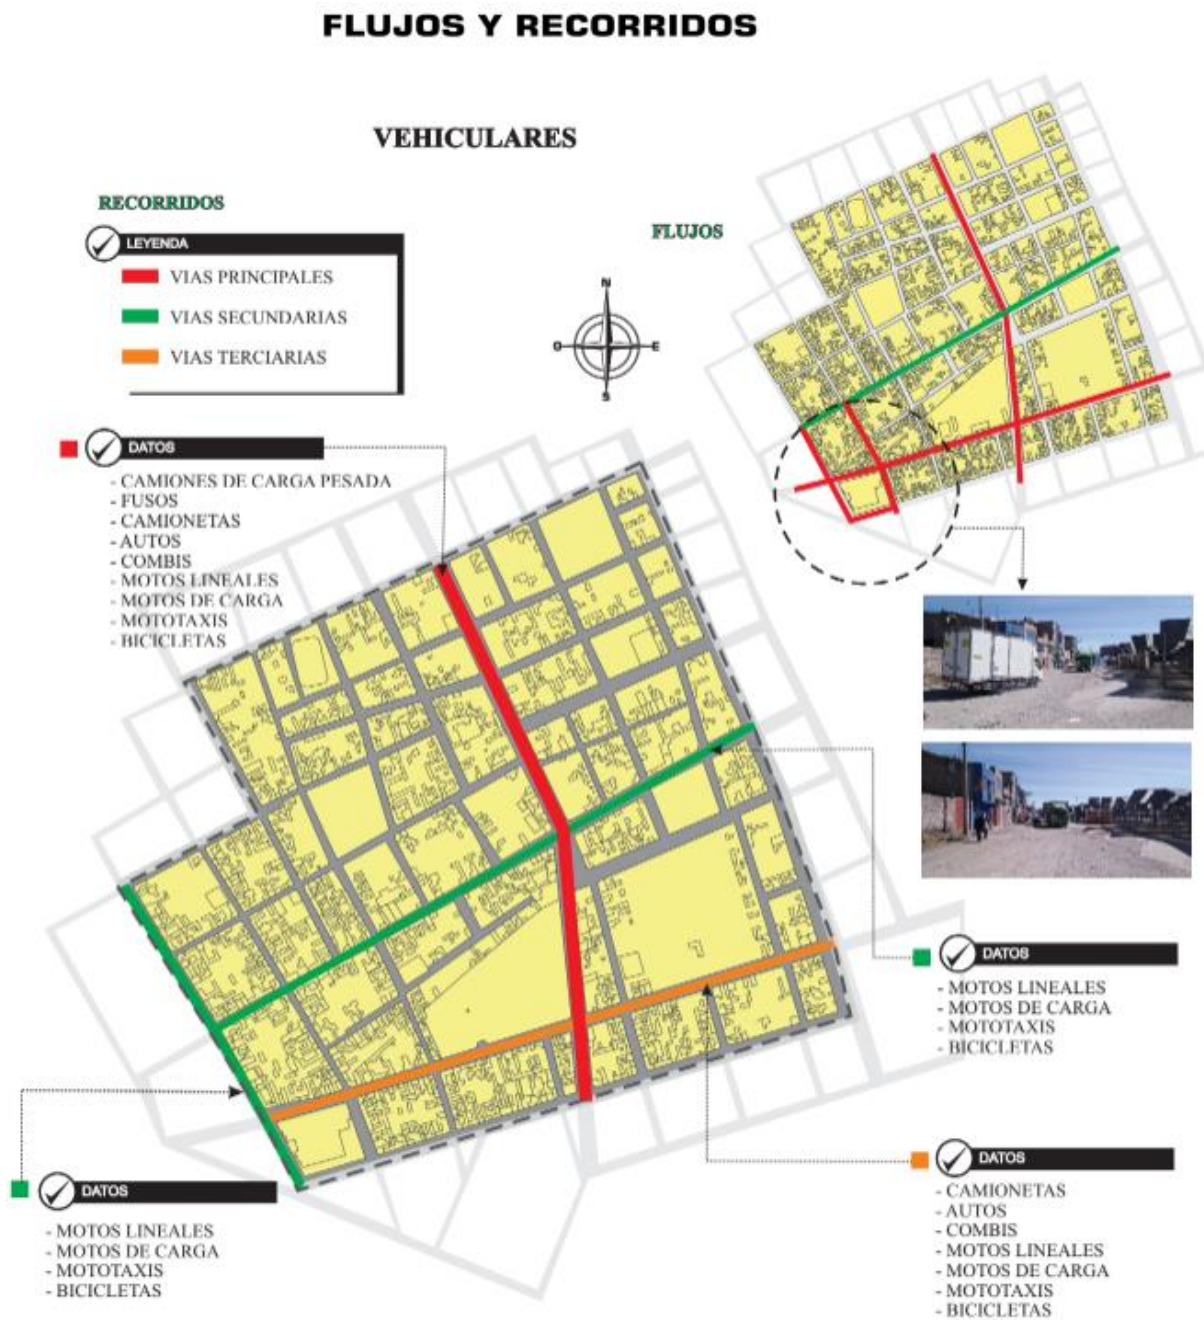 FLUJOS Y RECORRIDOS
VEHICULARES
RECORRIDOS
LEYENDA
VIAS PRINCIPALES
VIAS SECUNDARIAS
VIAS TERCIARIAS
FLUJOS
N
O
E
S
DATOS
- CAMIONES DE CARGA PESADA
- FUSOS
- CAMIONETAS
- AUTOS
- COMBIS
- MOTOS LINEALES
- MOTOS DE CARGA
- MOTOTAXIS
- BICICLETAS
DATOS
- MOTOS LINEALES
- MOTOS DE CARGA
- MOTOTAXIS
- BICICLETAS
DATOS
- MOTOS LINEALES
- MOTOS DE CARGA
- MOTOTAXIS
- BICICLETAS
DATOS
- CAMIONETAS
- AUTOS
- COMBIS
- MOTOS LINEALES
- MOTOS DE CARGA
- MOTOTAXIS
- BICICLETAS